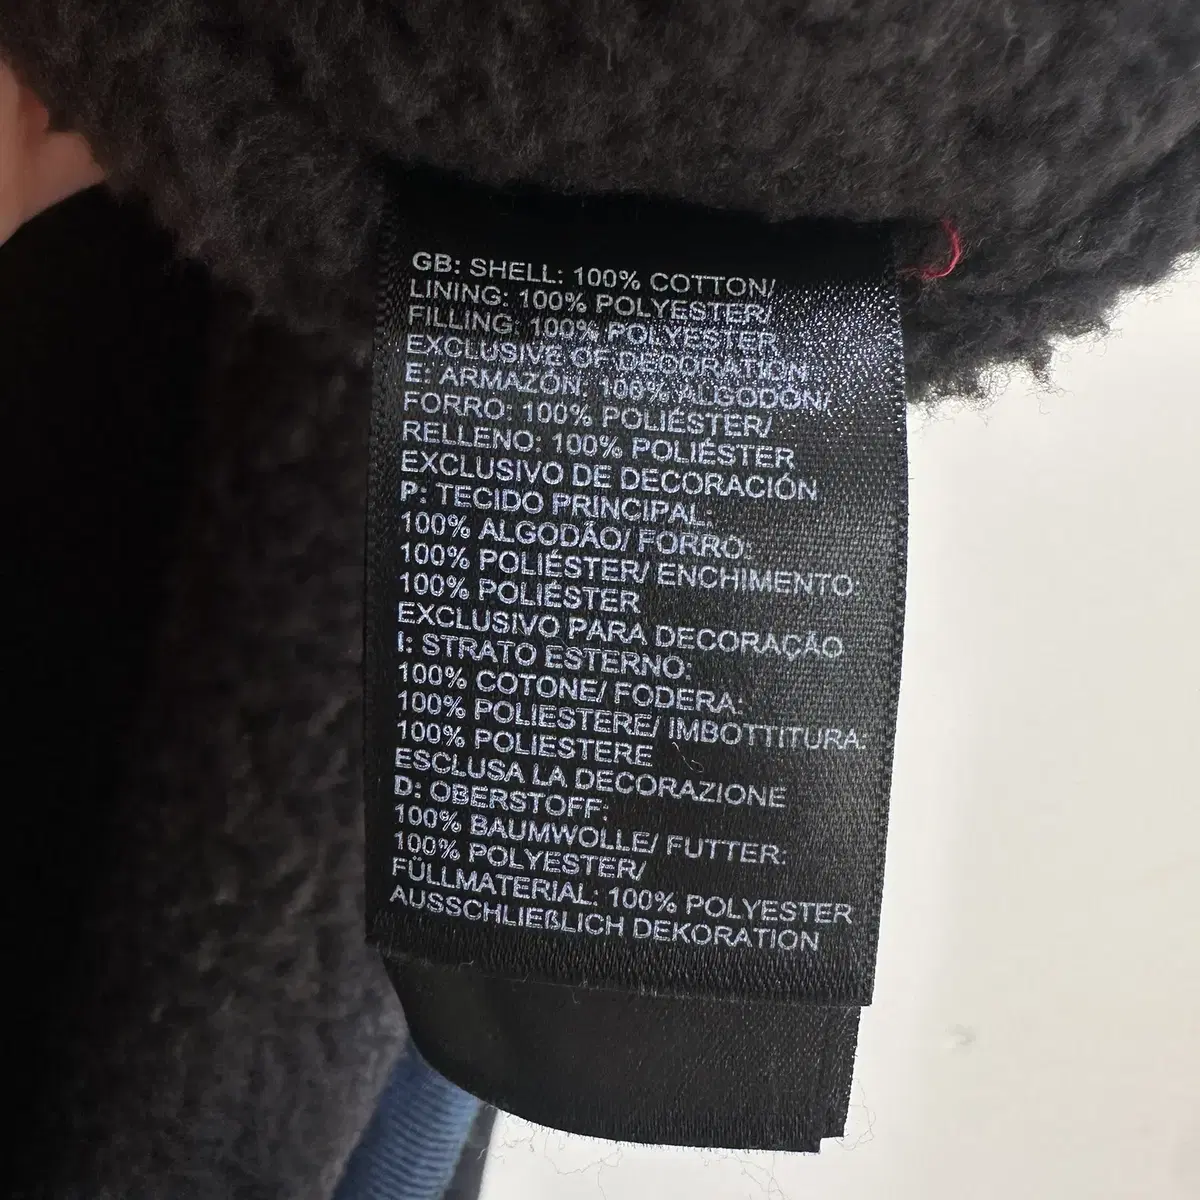 GB: SHELL: 100% COTTON/
LINING: 100% POLYESTER/
FILLING: 100% POLYESTER
EXCLUSIVE OF DECORATION
E: ARMAZÓN: 100% ALGODÓN/
FORRO: 100% POLIÉSTER/
RELLENO: 100% POLIÉSTER
EXCLUSIVO DE DECORACIÓN
P: TECIDO PRINCIPAL:
100% ALGODÃO/ FORRO:
100% POLIÉSTER/ ENCHIMENTO:
100% POLIÉSTER
EXCLUSIVO PARA DECORAÇÃO
I: STRATO ESTERNO:
100% COTONE/ FODERA:
100% POLIESTERE/ IMBOTTITURA:
100% POLIESTERE
ESCLUSA LA DECORAZIONE
D: OBERSTOFF:
100% BAUMWOLLE/ FUTTER:
100% POLYESTER/
FÜLLMATERIAL: 100% POLYESTER
AUSSCHLIEßLICH DEKORATION